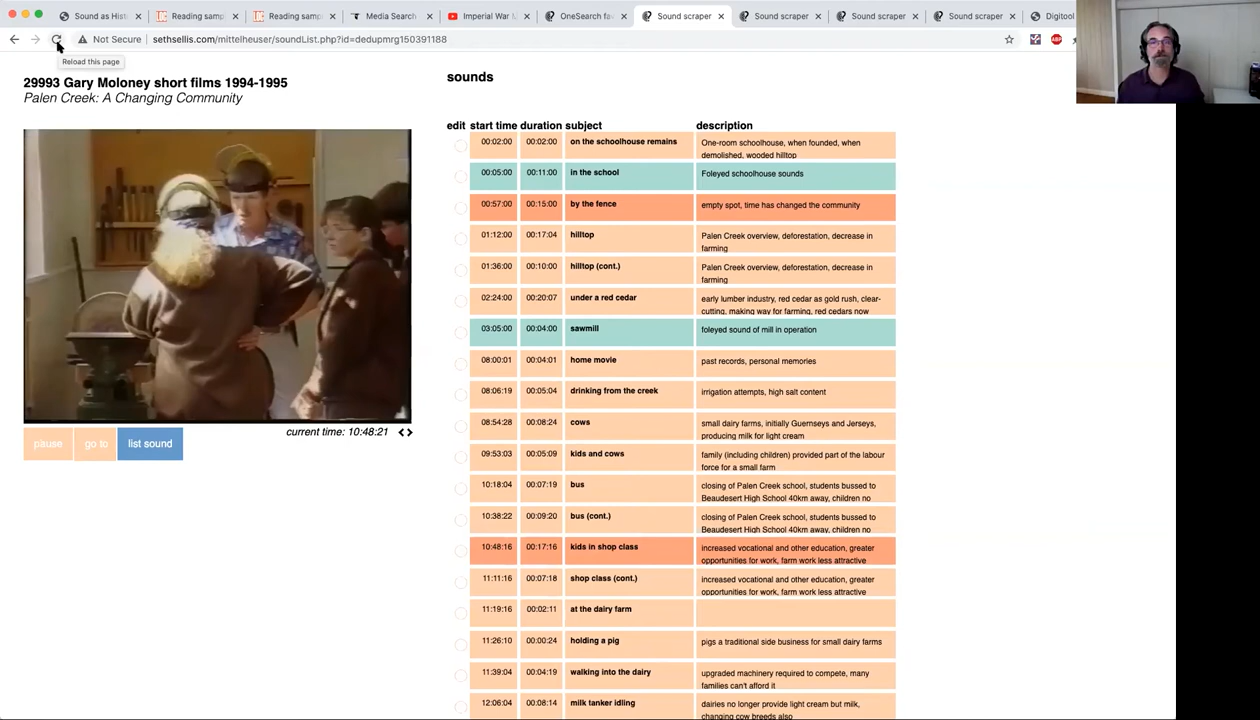 Sound as Histo
Reading samp
Reading samp
Media Search
Imperial War M
OneSearch fav
Sound scraper
Sound scraper
Sound scraper
Sound scraper
Digitool
Not Secure
sethsellis.com/mittelheuser/soundList.php?id=dedupmrg150391188
ABP
Reload this page
29993 Gary Moloney short films 1994-1995
Palen Creek: A Changing Community
pause go to list sound
current time: 10:48:21
sounds
edit start time duration subject description
00:02:00 00:02:00 on the schoolhouse remains One-room schoolhouse, when founded, when
demolished, wooded hilltop
00:05:00 00:11:00 in the school Foleyed schoolhouse sounds
00:57:00 00:15:00 by the fence empty spot, time has changed the community
01:12:00 00:17:04 hilltop Palen Creek overview, deforestation, decrease in
farming
01:36:00 00:10:00 hilltop (cont.) Palen Creek overview, deforestation, decrease in
farming
02:24:00 00:20:07 under a red cedar early lumber industry, red cedar as gold rush, clear-
cutting, making way for farming, red cedars now
03:05:00 00:04:00 sawmill foleyed sound of mill in operation
08:00:01 00:04:01 home movie past records, personal memories
08:06:19 00:05:04 drinking from the creek irrigation attempts, high salt content
08:54:28 00:08:24 cows small dairy farms, initially Guernseys and Jerseys,
producing milk for light cream
09:53:03 00:05:09 kids and cows family (including children) provided part of the labour
force for a small farm
10:18:04 00:07:19 bus closing of Palen Creek school, students bussed to
Beaudesert High School 40km away, children no
10:38:22 00:09:20 bus (cont.) closing of Palen Creek school, students bussed to
Beaudesert High School 40km away, children no
10:48:16 00:17:16 kids in shop class increased vocational and other education, greater
opportunities for work, farm work less attractive
11:11:16 00:07:18 shop class (cont.) increased vocational and other education, greater
opportunities for work, farm work less attractive
11:19:16 00:02:11 at the dairy farm
11:26:10 00:00:24 holding a pig pigs a traditional side business for small dairy farms
11:39:04 00:04:19 walking into the dairy upgraded machinery required to compete, many
families can't afford it
12:06:04 00:08:14 milk tanker idling dairies no longer provide light cream but milk,
changing cow breeds also